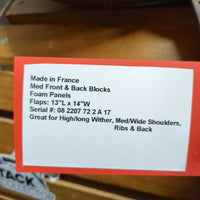 Made in France
Med Front & Back Blocks
Foam Panels
Flaps: 13"L x 14"W
Serial #: 08 2207 72 2 A 17
Great for High/long Wither, Med/Wide Shoulders,
Ribs & Back
TACK